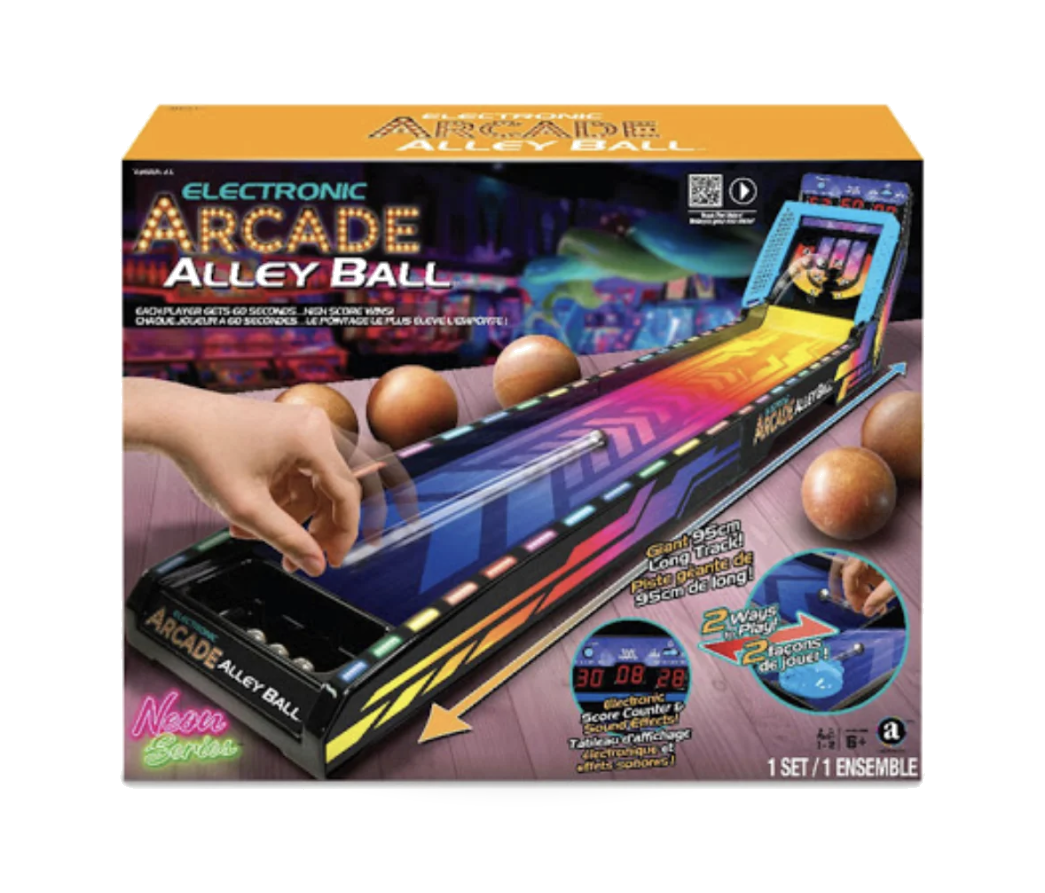 ELECTRONIC
ARCADE
ALLEY BALL
ELECTRONIC
ARCADE
ALLEY BALL
EACH PLAYER GETS 60 SECONDS...HIGH SCORE WINS!
CHAQUE JOUEUR A 60 SECONDES...LE POINTAGE LE PLUS ÉLEVÉ L'EMPORTE!
ELECTRONIC
ARCADE ALLEY BALL
Giant 95cm
Long Track!
Piste géante de
95cm de long!
2 Ways
to Play!
2 façons
de jouer!
30 08 28
Electronic
Score Counter &
Sound Effects!
Tableau d'affichage
électronique et
effets sonores!
ELECTRONIC
ARCADE ALLEY BALL
Neon
Series
1-2
6+
a
1 SET / 1 ENSEMBLE